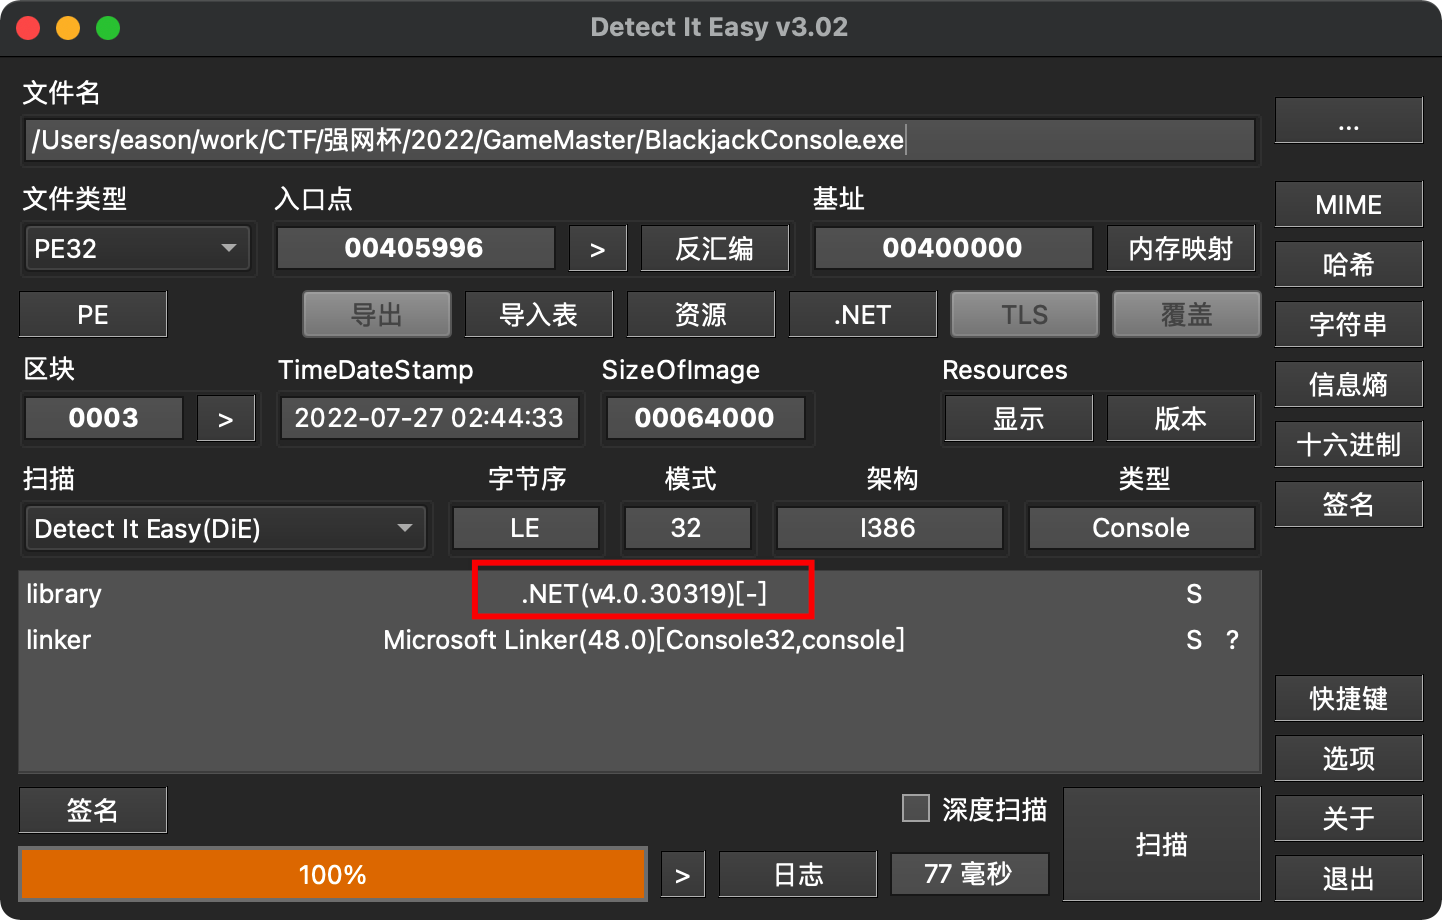 Detect It Easy v3.02
文件名
/Users/eason/work/CTF/强网杯/2022/GameMaster/BlackjackConsole.exe
...
文件类型 入口点 基址
PE32 00405996 > 反汇编 00400000 内存映射
MIME
哈希
PE 导出 导入表 资源 .NET TLS 覆盖
字符串
区块 TimeDateStamp SizeOfImage Resources
信息熵
0003 > 2022-07-27 02:44:33 00064000 显示 版本
十六进制
扫描 字节序 模式 架构 类型
签名
Detect It Easy(DiE) LE 32 I386 Console
library .NET(v4.0.30319)[-] S
linker Microsoft Linker(48.0)[Console32,console] S ?
快捷键
选项
签名 深度扫描
关于
扫描
100% > 日志 77 毫秒
退出